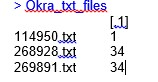 > Okra_txt_files
[,1]
114950.txt 1
268928.txt 34
269891.txt 34